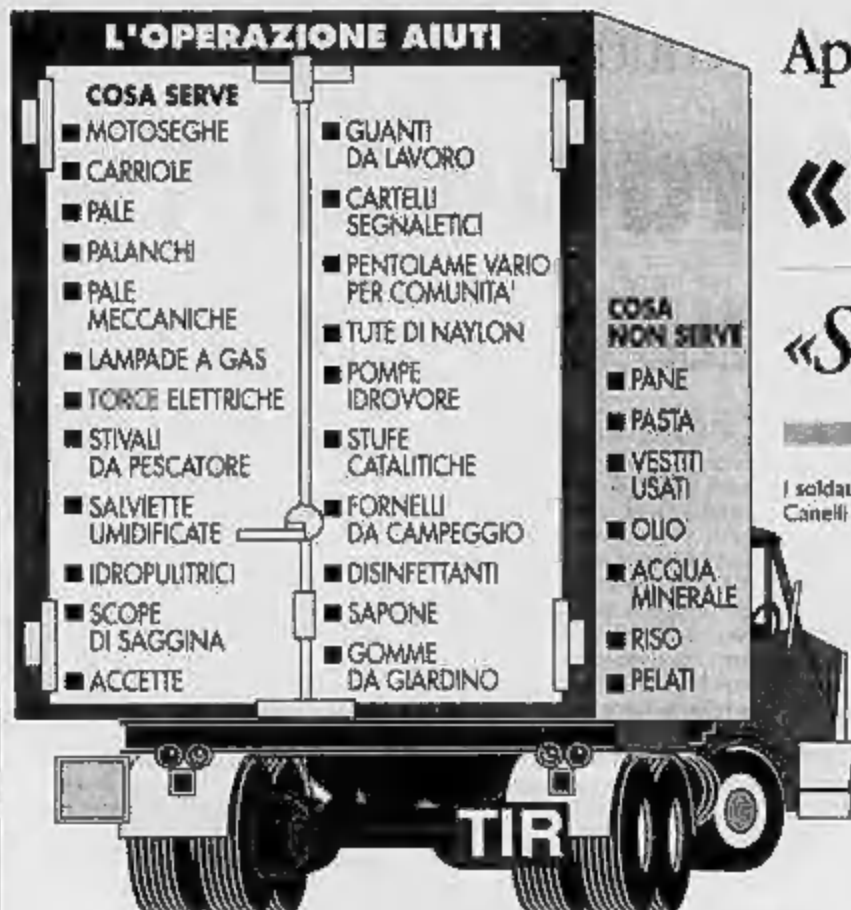 L'OPERAZIONE AIUTI
COSA SERVE
■ MOTOSEGHE
■ CARRIOLE
■ PALE
■ PALANCHI
■ PALE
MECCANICHE
■ LAMPADE A GAS
■ TORCE ELETTRICHE
■ STIVALI
DA PESCATORE
■ SALVIETTE
UMIDIFICATE
■ IDROPULITRICI
■ SCOPE
DI SAGGINA
■ ACCETTE
■ GUANTI
DA LAVORO
■ CARTELLI
SEGNALETICI
■ PENTOLAME VARIO
PER COMUNITA'
■ TUTE DI NAYLON
■ POMPE
IDROVORE
■ STUFE
CATALITICHE
■ FORNELLI
DA CAMPEGGIO
■ DISINFETTANTI
■ SAPONE
■ GOMME
DA GIARDINO
COSA
NON SERVE
■ PANE
■ PASTA
■ VESTITI
USATI
■ OLIO
■ ACQUA
MINERALE
■ RISO
■ PELATI
TIR
Ap
«
«S
I soldau
Canelli